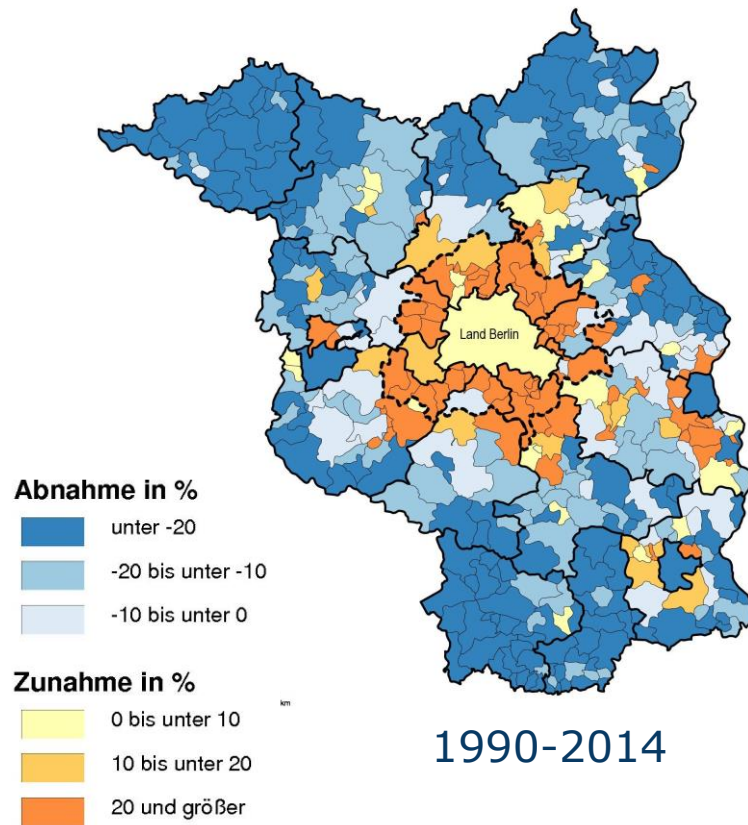 Land Berlin
Abnahme in %
unter -20
-20 bis unter -10
-10 bis unter 0
Zunahme in %
km
0 bis unter 10
10 bis unter 20
20 und größer
1990-2014